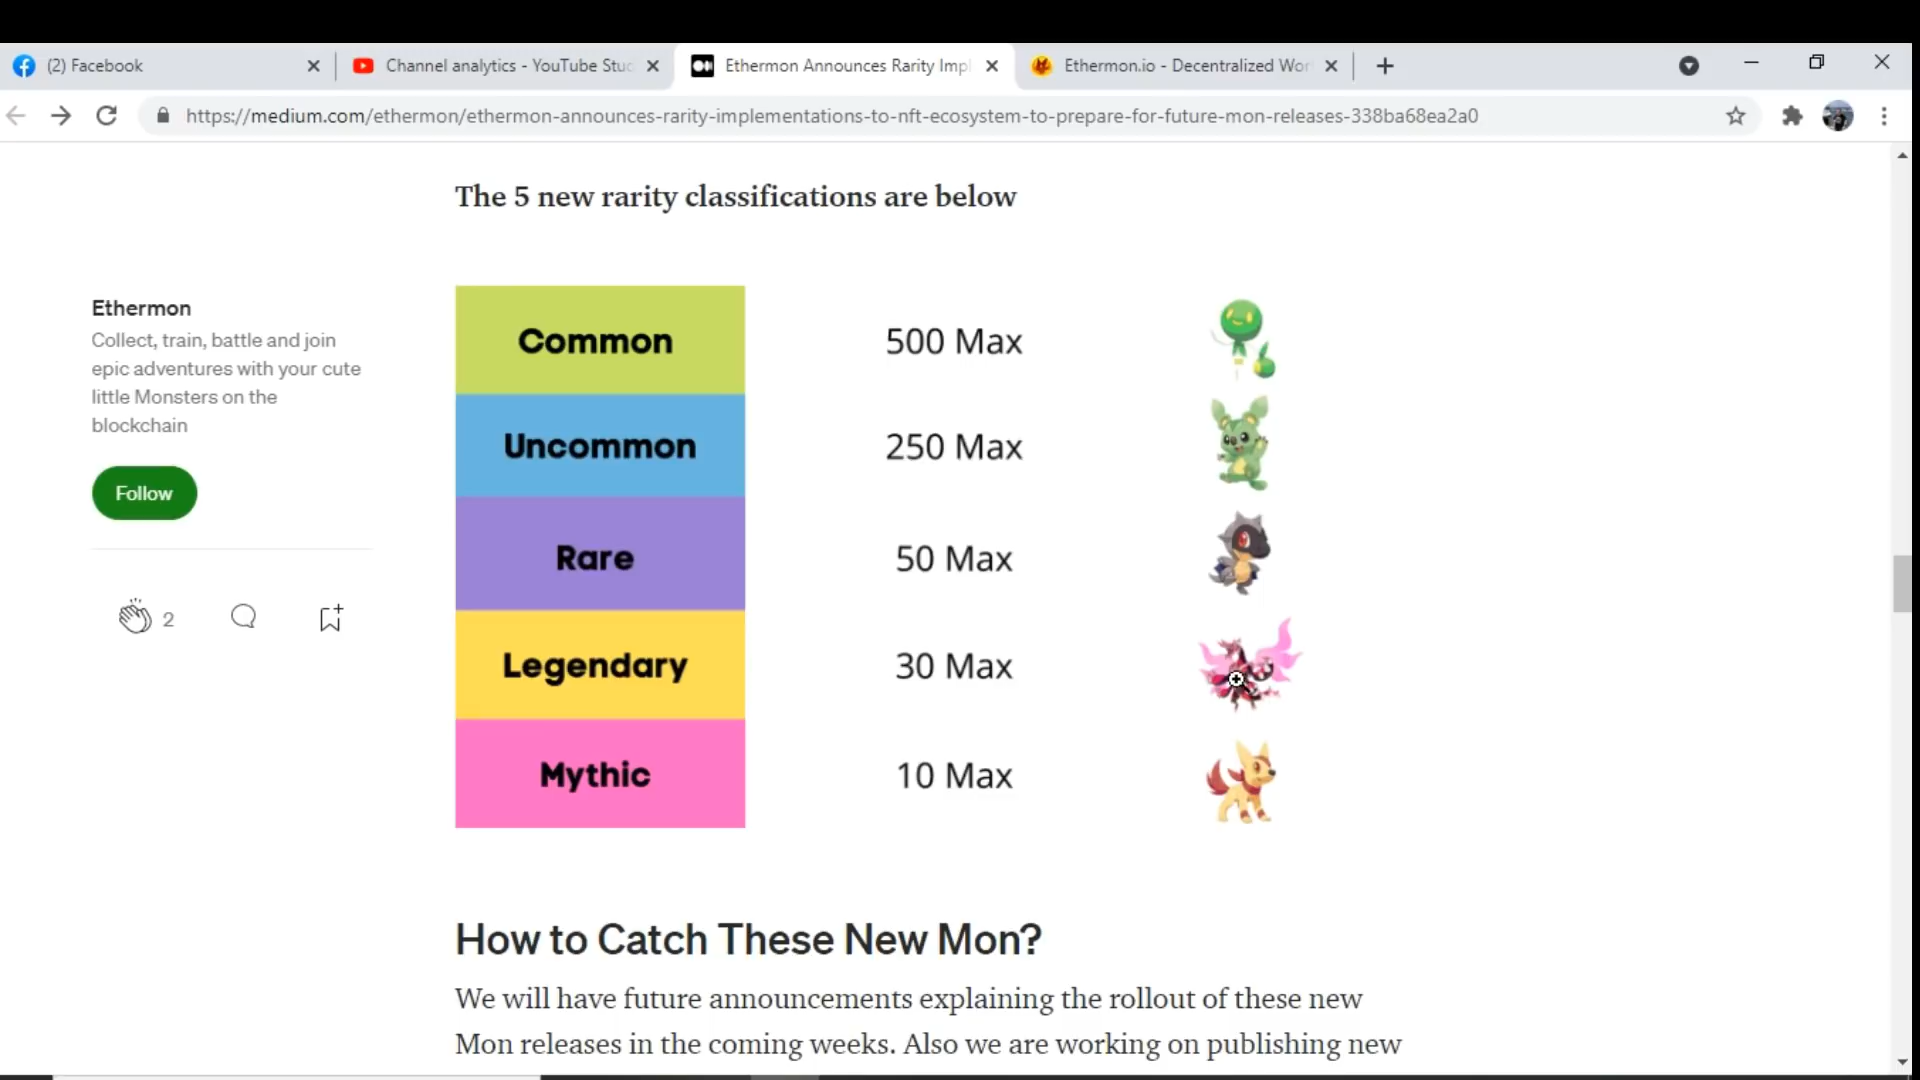 (2) Facebook
Channel analytics - YouTube Stud
Ethermon Announces Rarity Impl
Ethermon.io - Decentralized Wor
https://medium.com/ethermon/ethermon-announces-rarity-implementations-to-nft-ecosystem-to-prepare-for-future-mon-releases-338ba68ea2a0
The 5 new rarity classifications are below
Ethermon
Collect, train, battle and join
epic adventures with your cute
little Monsters on the
blockchain
Follow
2
Common 500 Max
Uncommon 250 Max
Rare 50 Max
Legendary 30 Max
Mythic 10 Max
How to Catch These New Mon?
We will have future announcements explaining the rollout of these new
Mon releases in the coming weeks. Also we are working on publishing new